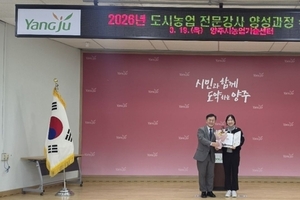 Yangju
2026년 도시농업 전문강사 양성과정
3. 19.(목) 양주시농업기술센터
시민과 함께
도약하는 양주